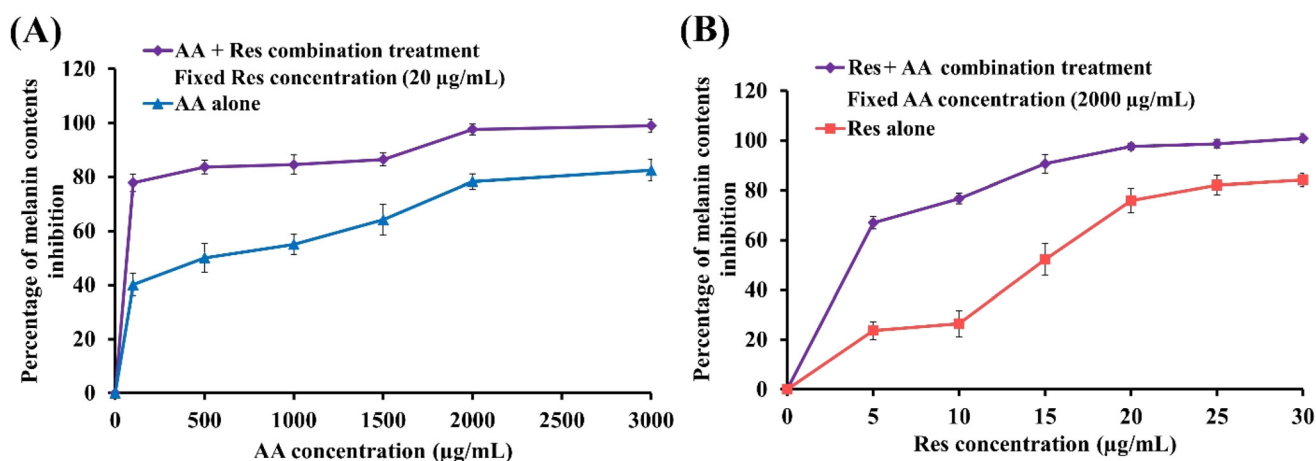 (A)
AA + Res combination treatment
Fixed Res concentration (20 µg/mL)
AA alone
Percentage of melanin contents
inhibition
120
100
80
60
40
20
0
0 500 1000 1500 2000 3000
AA concentration (µg/mL)
(B)
Res+ AA combination treatment
Fixed AA concentration (2000 µg/mL)
Res alone
Percentage of melanin contents
inhibition
120
100
80
60
40
20
0
0 5 10 15 20 25 30
Res concentration (µg/mL)